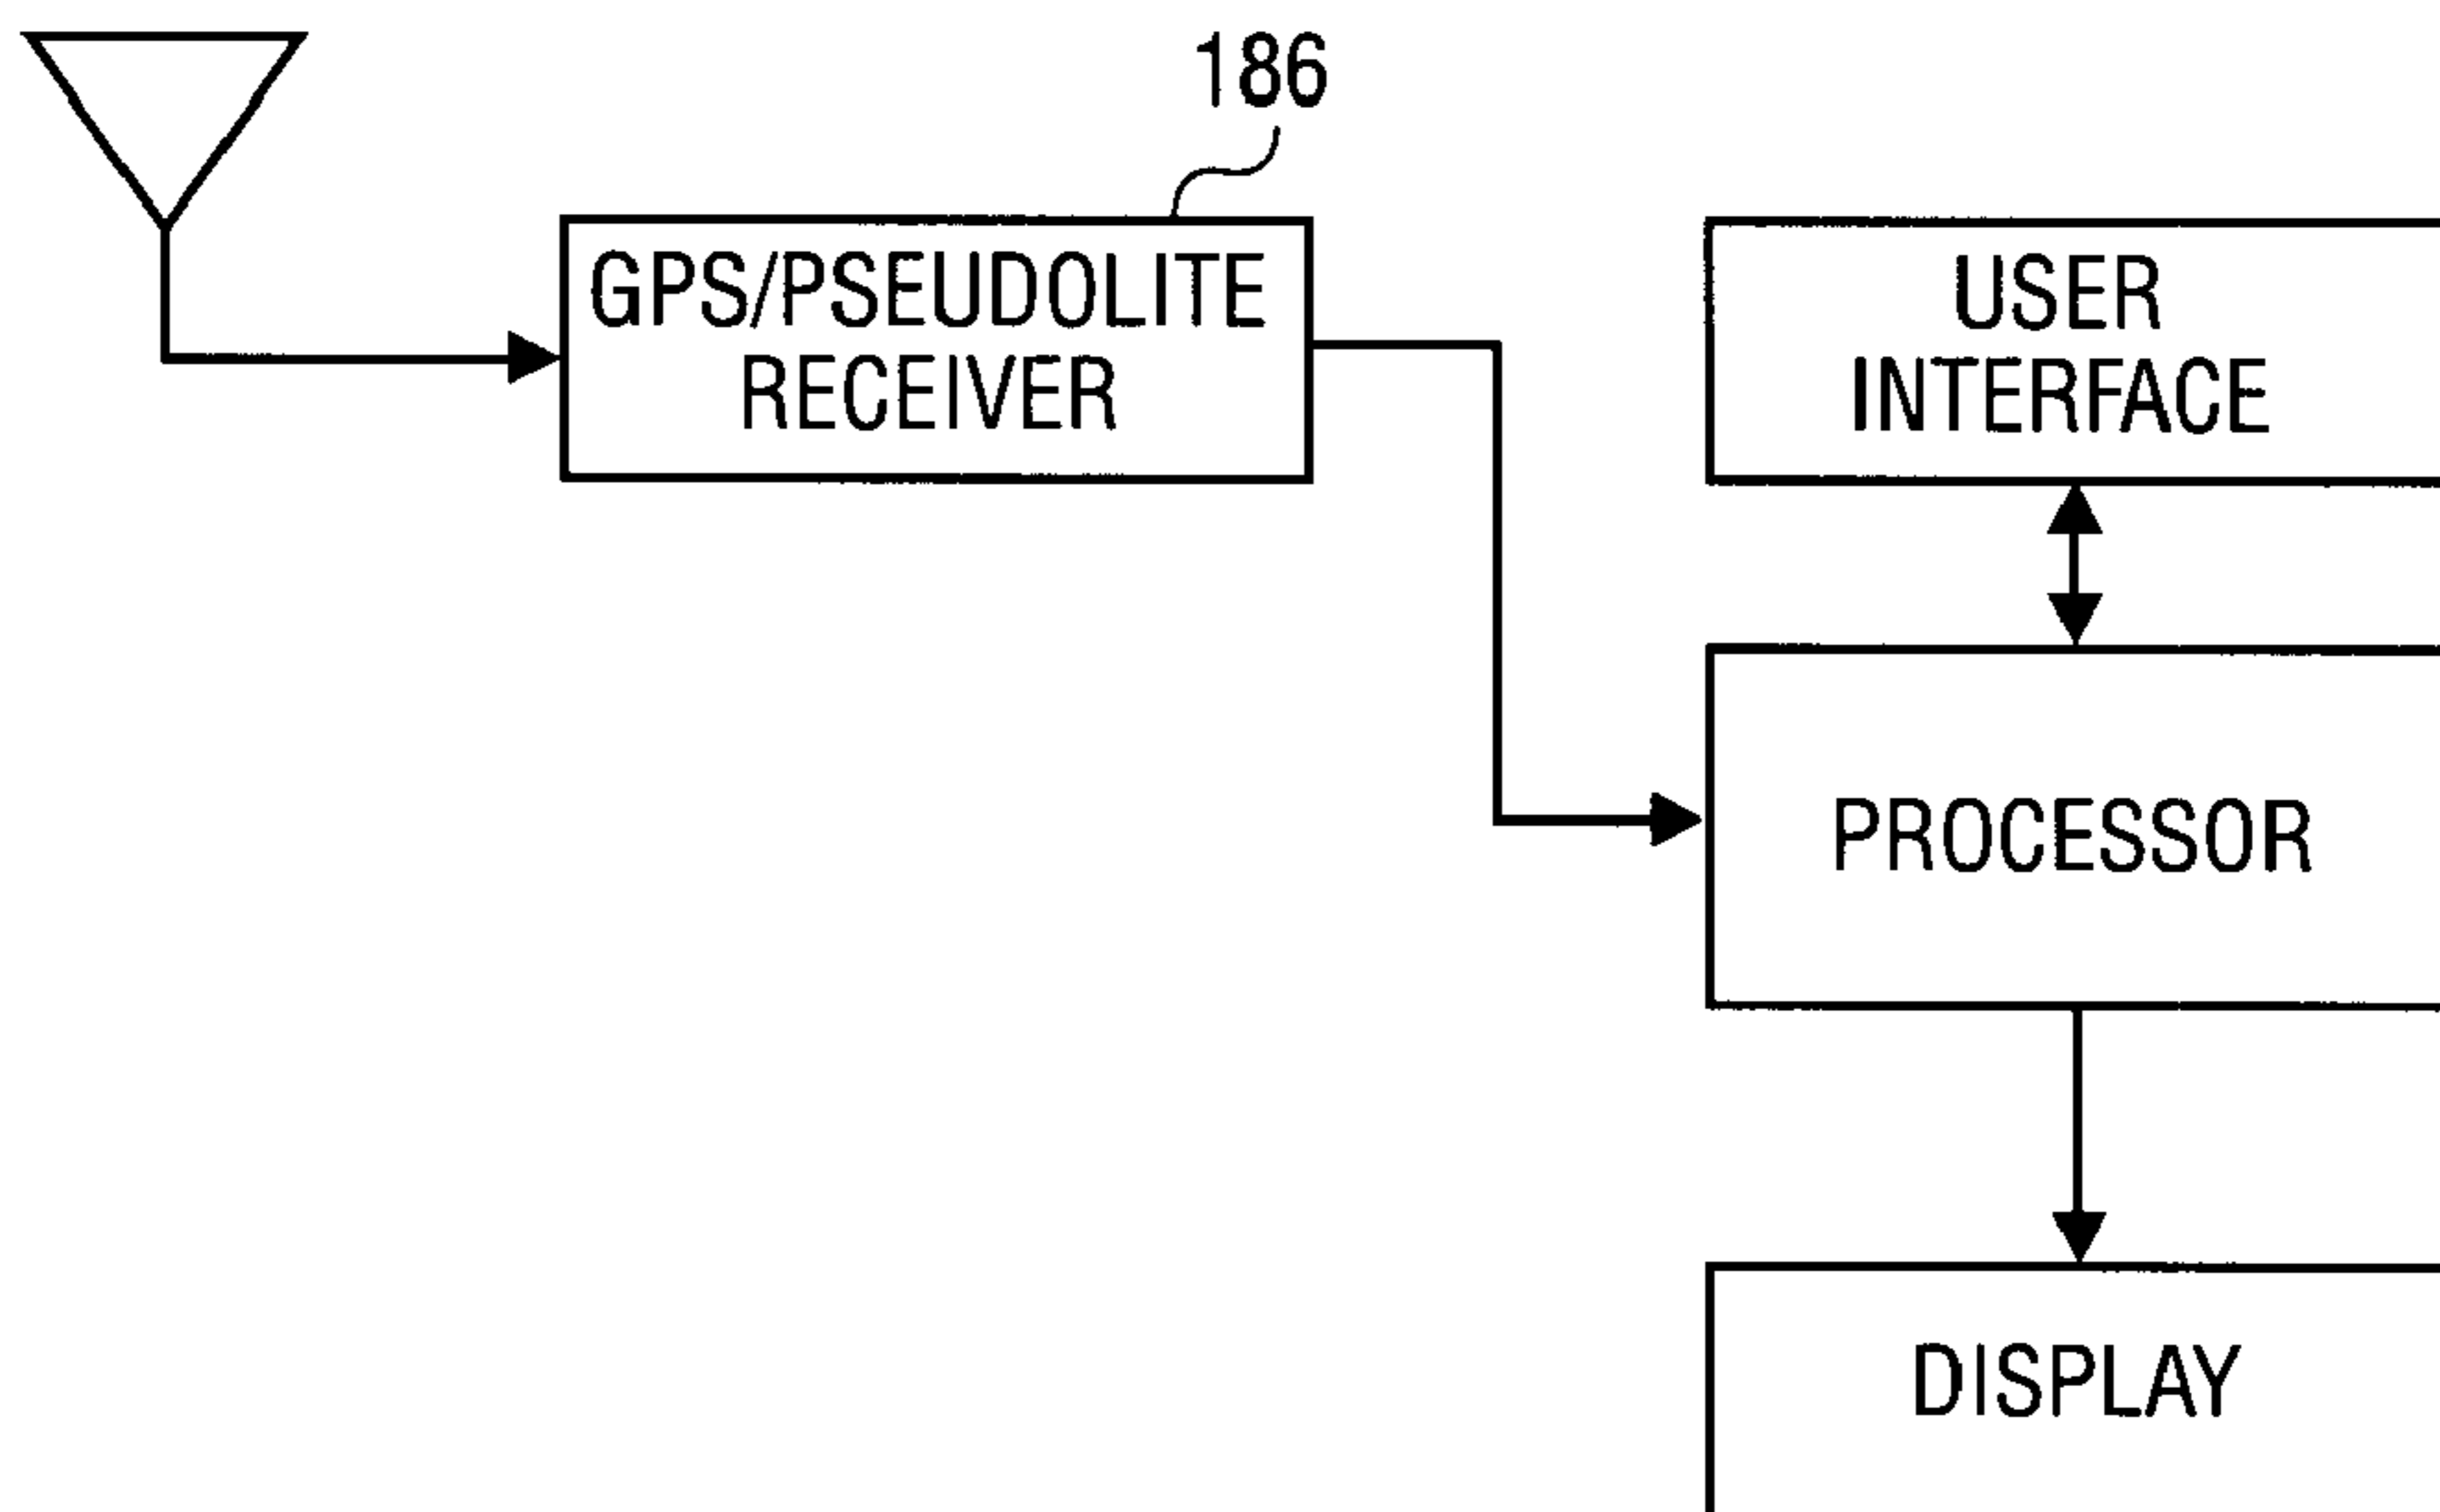 186
GPS/PSEUDOLITE
RECEIVER
USER
INTERFACE
PROCESSOR
DISPLAY